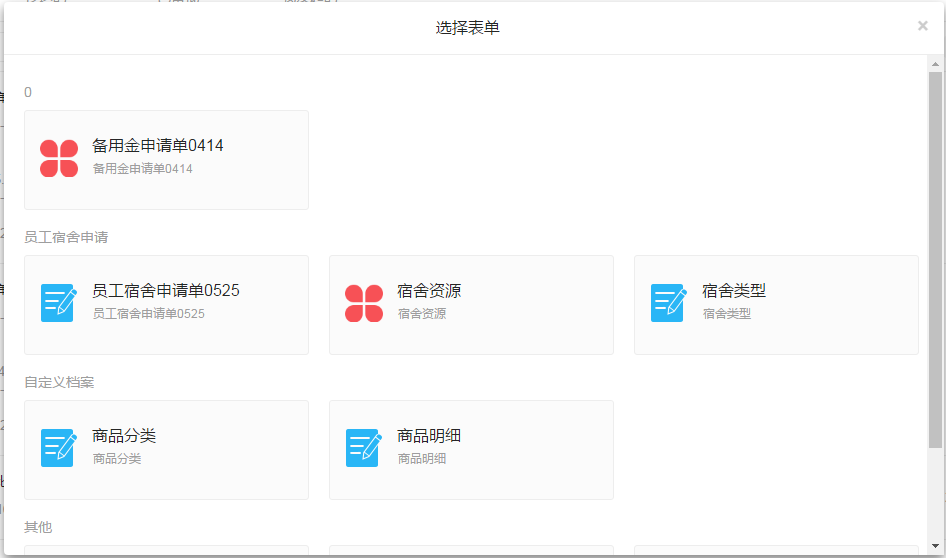 选择表单
×
0
备用金申请单0414
备用金申请单0414
员工宿舍申请
员工宿舍申请单0525
员工宿舍申请单0525
宿舍资源
宿舍资源
宿舍类型
宿舍类型
自定义档案
商品分类
商品分类
商品明细
商品明细
其他